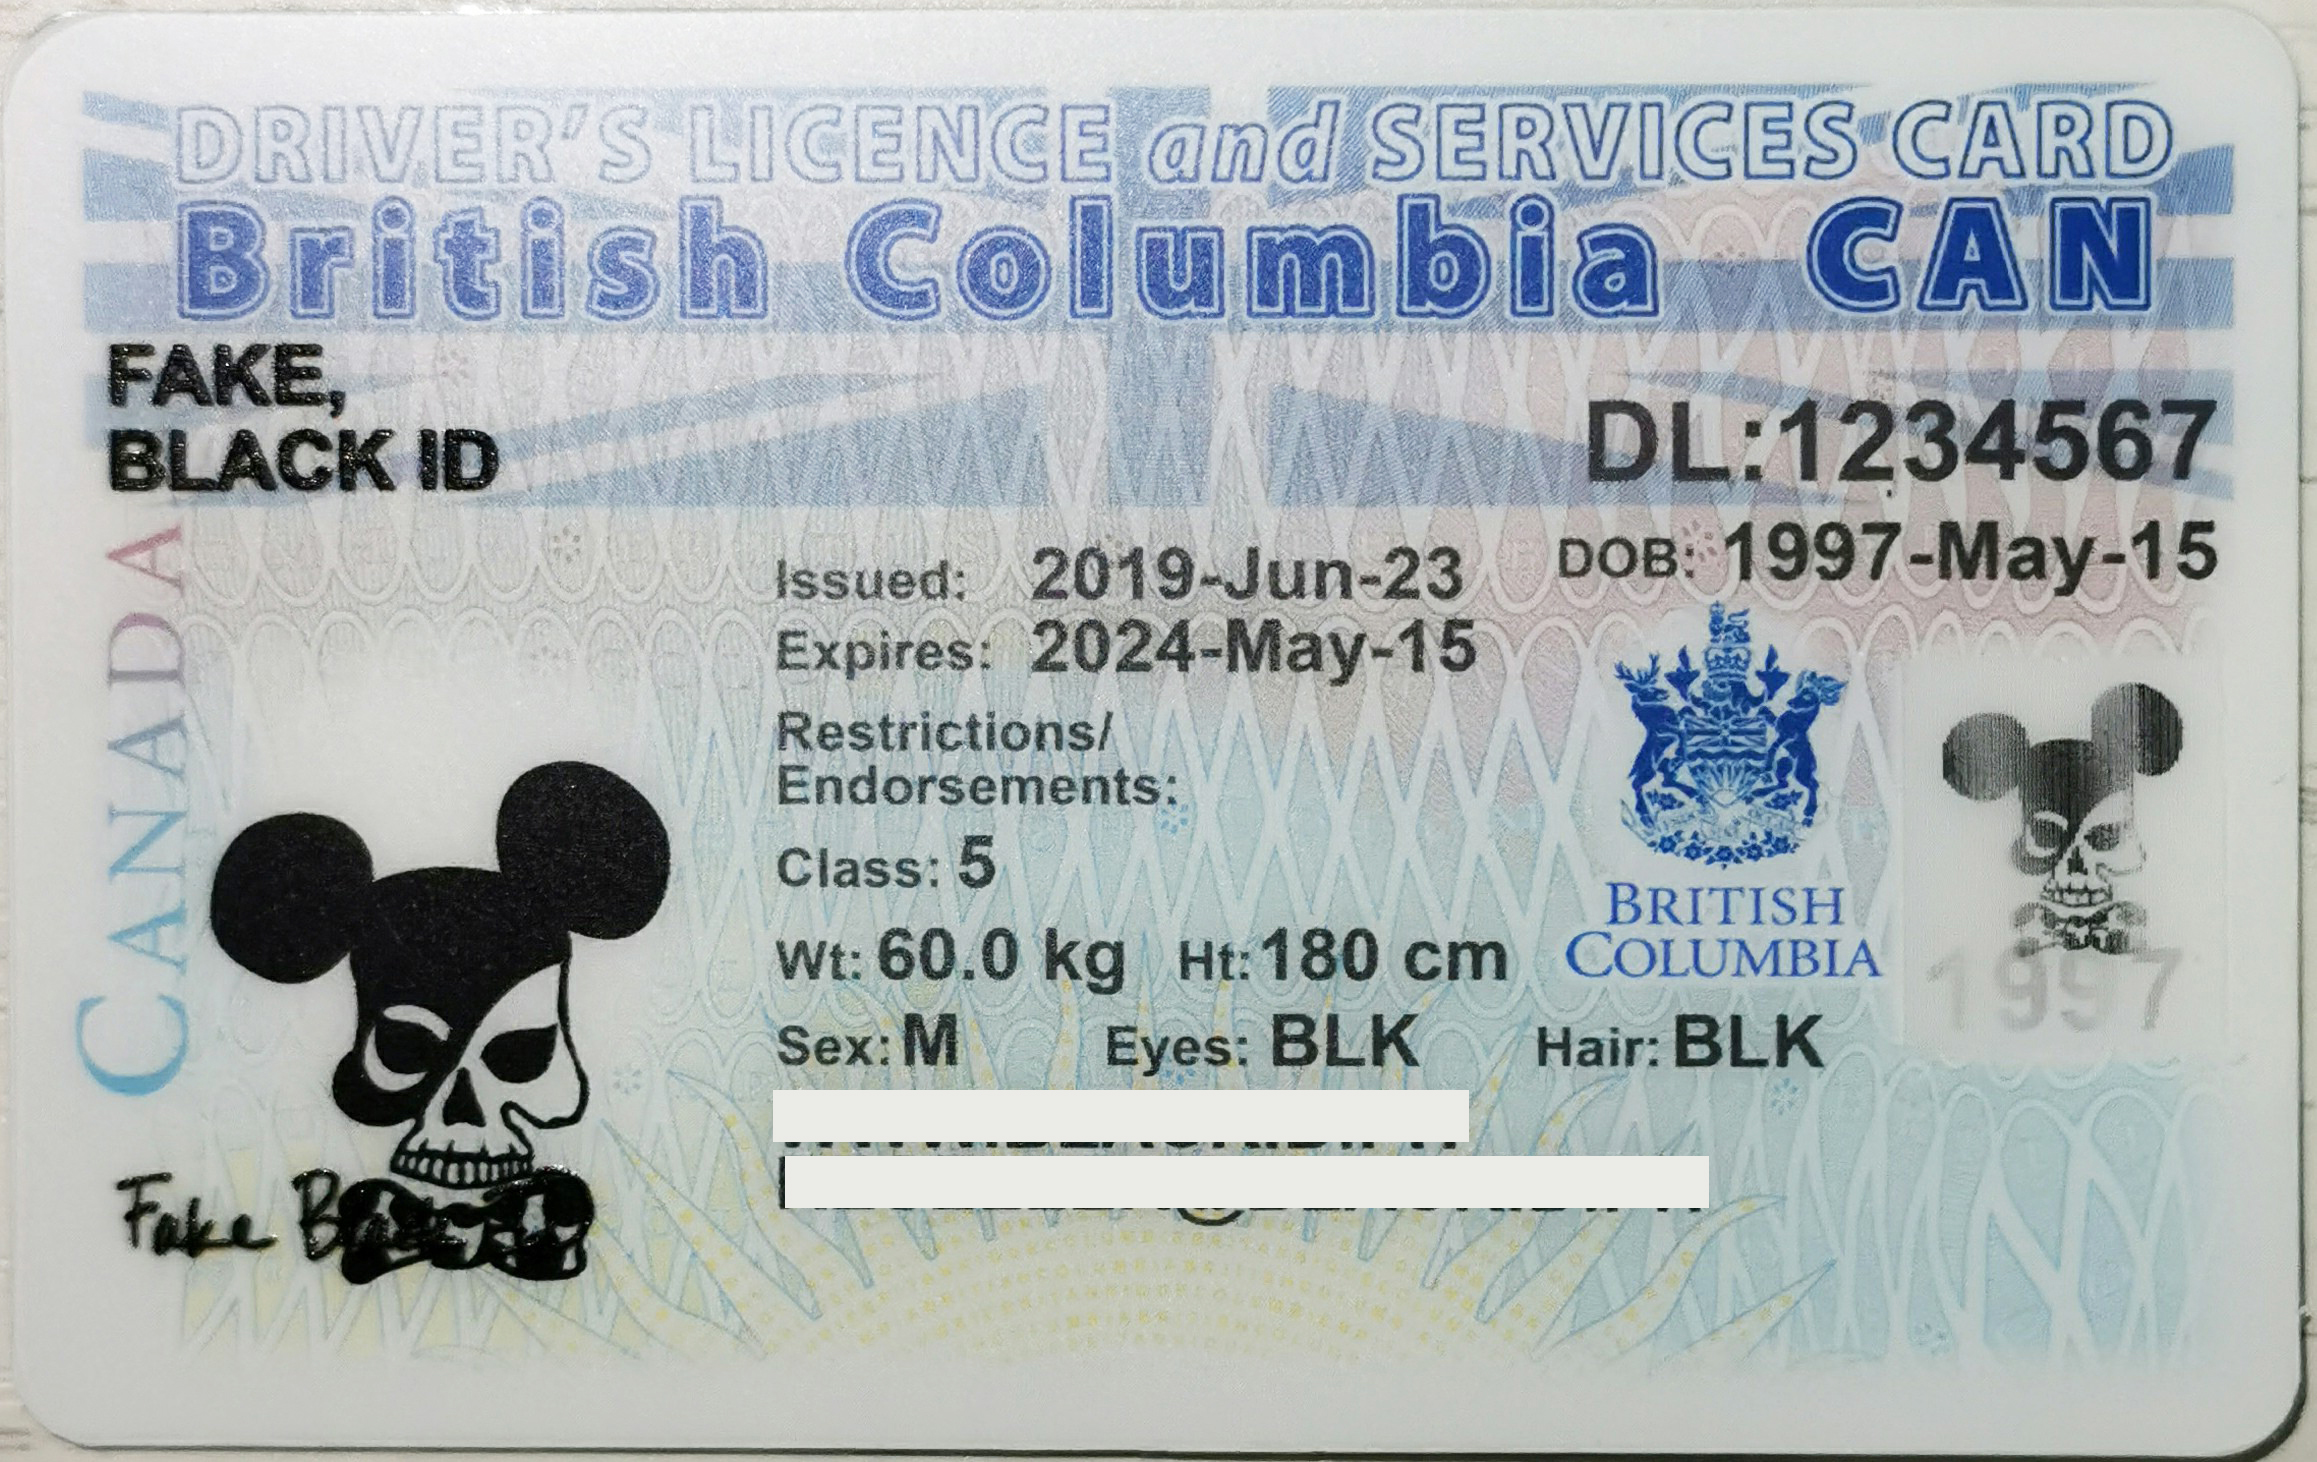 DRIVER'S LICENCE and SERVICES CARD
British Columbia CAN
FAKE,
BLACK ID
DL:1234567
DOB: 1997-May-15
Issued: 2019-Jun-23
Expires: 2024-May-15
Restrictions/
Endorsements:
Class: 5
Wt: 60.0 kg Ht: 180 cm
Sex: M Eyes: BLK Hair: BLK
CANADA
BRITISH
COLUMBIA
1997
Fake